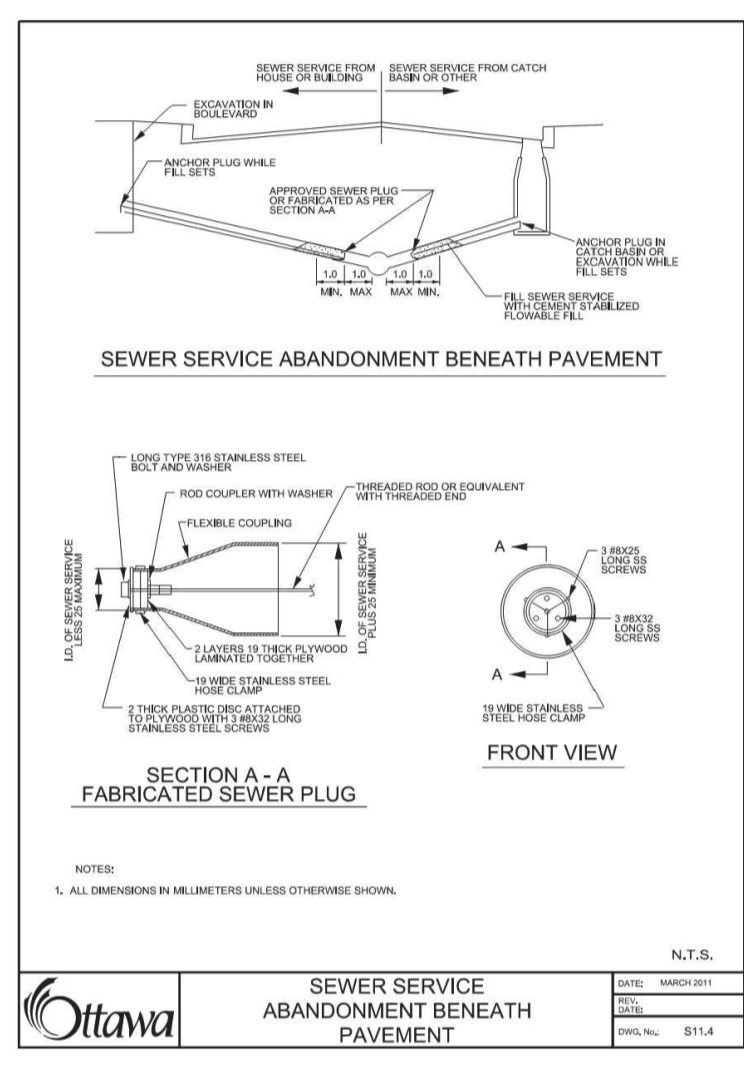 SEWER SERVICE FROM
HOUSE OR BUILDING
SEWER SERVICE FROM CATCH
BASIN OR OTHER
EXCAVATION IN
BOULEVARD
ANCHOR PLUG WHILE
FILL SETS
APPROVED SEWER PLUG
OR FABRICATED AS PER
SECTION A-A
ANCHOR PLUG IN
CATCH BASIN OR
EXCAVATION WHILE
FILL SETS
1.0 1.0 1.0 1.0
MIN. MAX MAX MIN.
FILL SEWER SERVICE
WITH CEMENT STABILIZED
FLOWABLE FILL
SEWER SERVICE ABANDONMENT BENEATH PAVEMENT
LONG TYPE 316 STAINLESS STEEL
BOLT AND WASHER
ROD COUPLER WITH WASHER
THREADED ROD OR EQUIVALENT
WITH THREADED END
FLEXIBLE COUPLING
I.D. OF SEWER SERVICE
LESS 25 MAXIMUM
I.D. OF SEWER SERVICE
PLUS 25 MINIMUM
2 LAYERS 19 THICK PLYWOOD
LAMINATED TOGETHER
19 WIDE STAINLESS STEEL
HOSE CLAMP
2 THICK PLASTIC DISC ATTACHED
TO PLYWOOD WITH 3 #8X32 LONG
STAINLESS STEEL SCREWS
SECTION A - A
FABRICATED SEWER PLUG
A
3 #8X25
LONG SS
SCREWS
3 #8X32
LONG SS
SCREWS
A
19 WIDE STAINLESS
STEEL HOSE CLAMP
FRONT VIEW
NOTES:
1. ALL DIMENSIONS IN MILLIMETERS UNLESS OTHERWISE SHOWN.
N.T.S.
Ottawa
SEWER SERVICE
ABANDONMENT BENEATH
PAVEMENT
DATE: MARCH 2011
REV.
DATE:
DWG. No.: S11.4